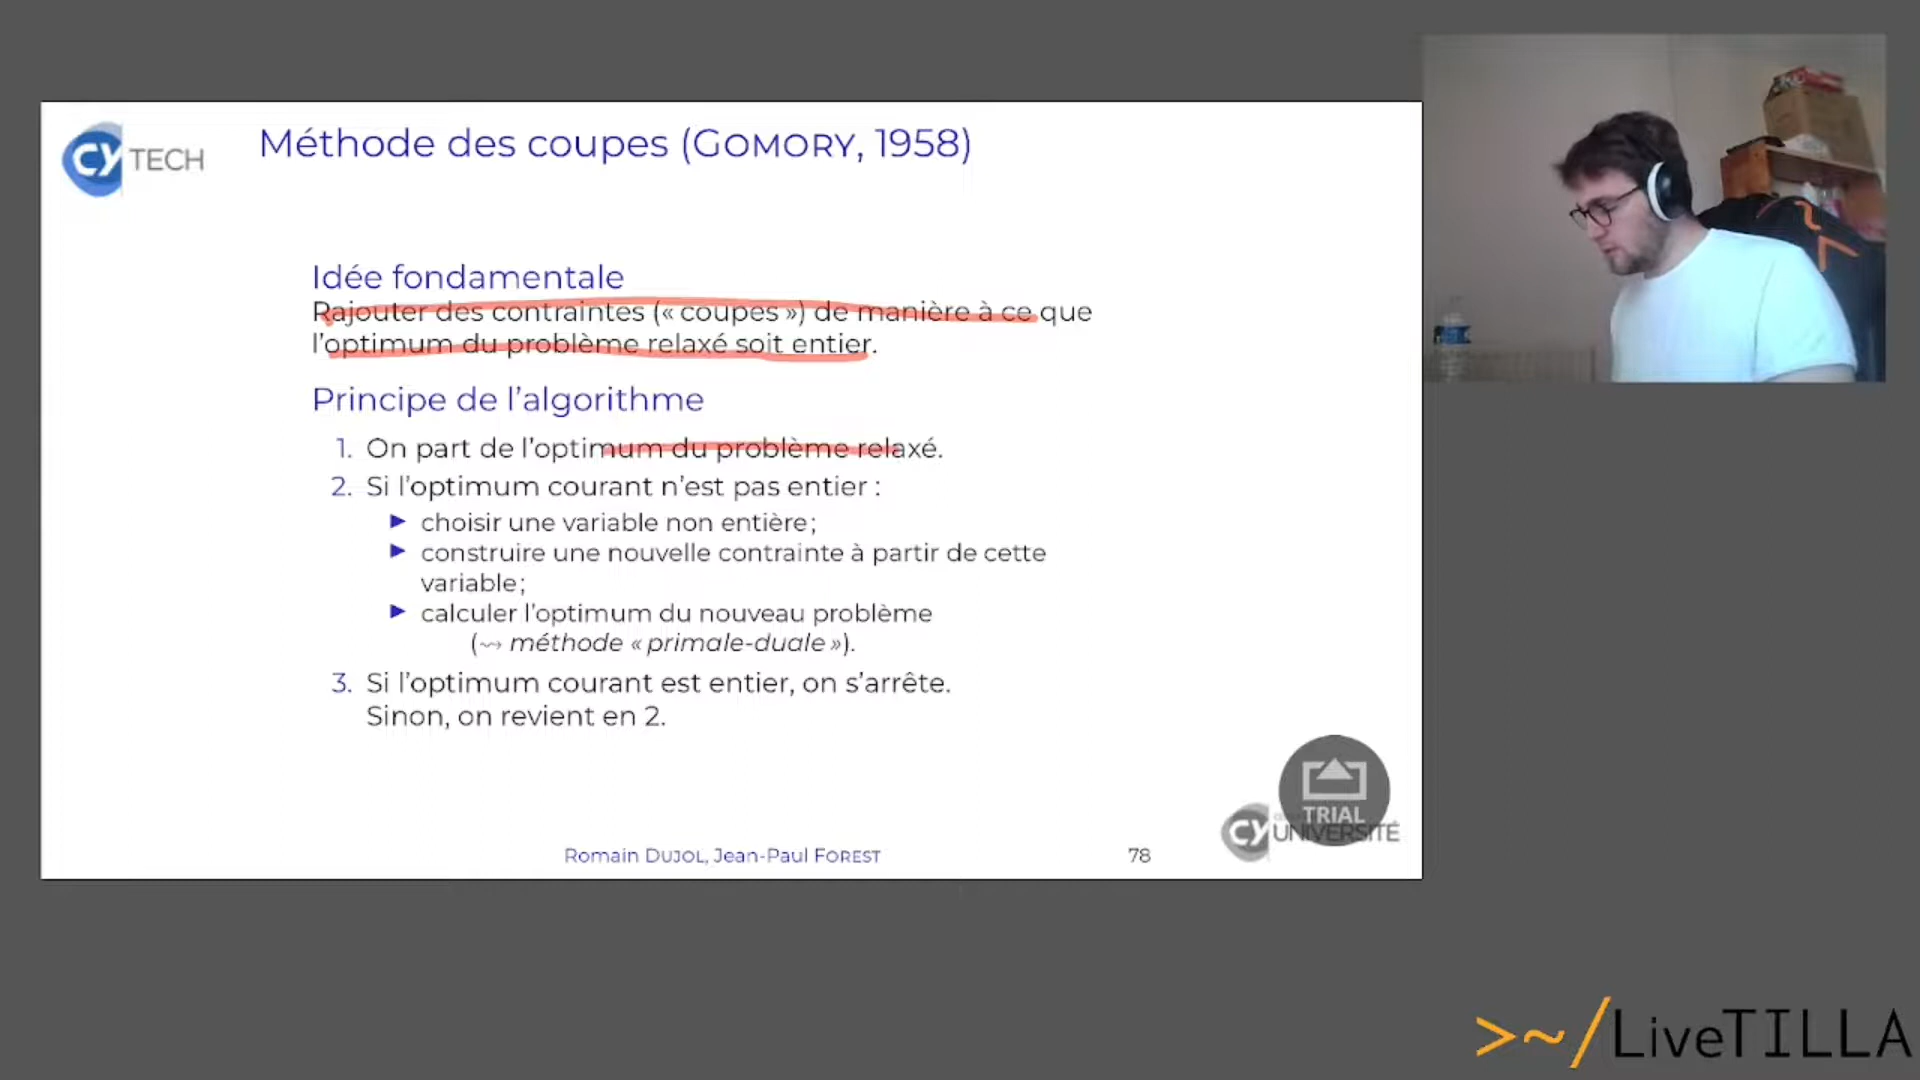 CY TECH
Méthode des coupes (GOMORY, 1958)
Idée fondamentale
Rajouter des contraintes (« coupes ») de manière à ce que
l'optimum du problème relaxé soit entier.
Principe de l'algorithme
1. On part de l'optimum du problème relaxé.
2. Si l'optimum courant n'est pas entier :
▶ choisir une variable non entière;
▶ construire une nouvelle contrainte à partir de cette
variable;
▶ calculer l'optimum du nouveau problème
(⇝ méthode « primale-duale »).
3. Si l'optimum courant est entier, on s'arrête.
Sinon, on revient en 2.
TRIAL
CY UNIVERSITÉ
Romain DUJOL, Jean-Paul FOREST
78
>~/LiveTILLA